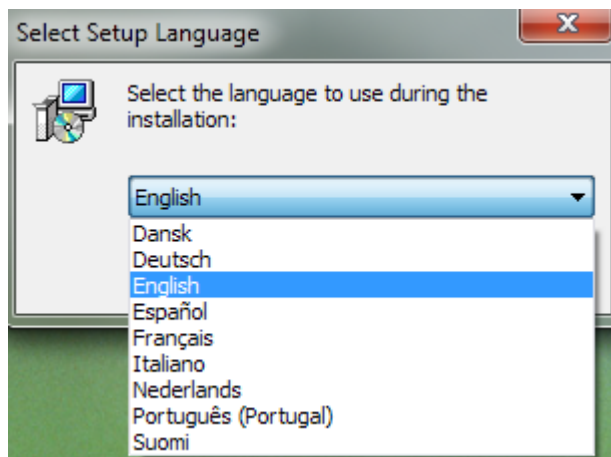 Select Setup Language
Select the language to use during the
installation:
English
Dansk
Deutsch
English
Español
Français
Italiano
Nederlands
Português (Portugal)
Suomi